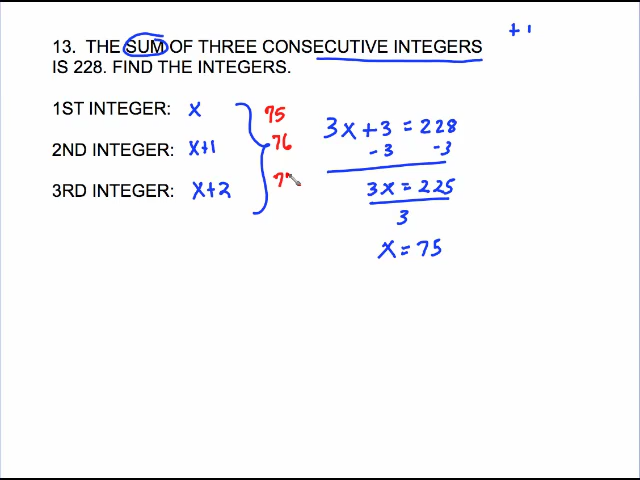 +1
13. THE SUM OF THREE CONSECUTIVE INTEGERS
IS 228. FIND THE INTEGERS.
1ST INTEGER: x 75
2ND INTEGER: x+1 76
3RD INTEGER: x+2
3x+3=228
-3 -3
3x=225
3
x=75